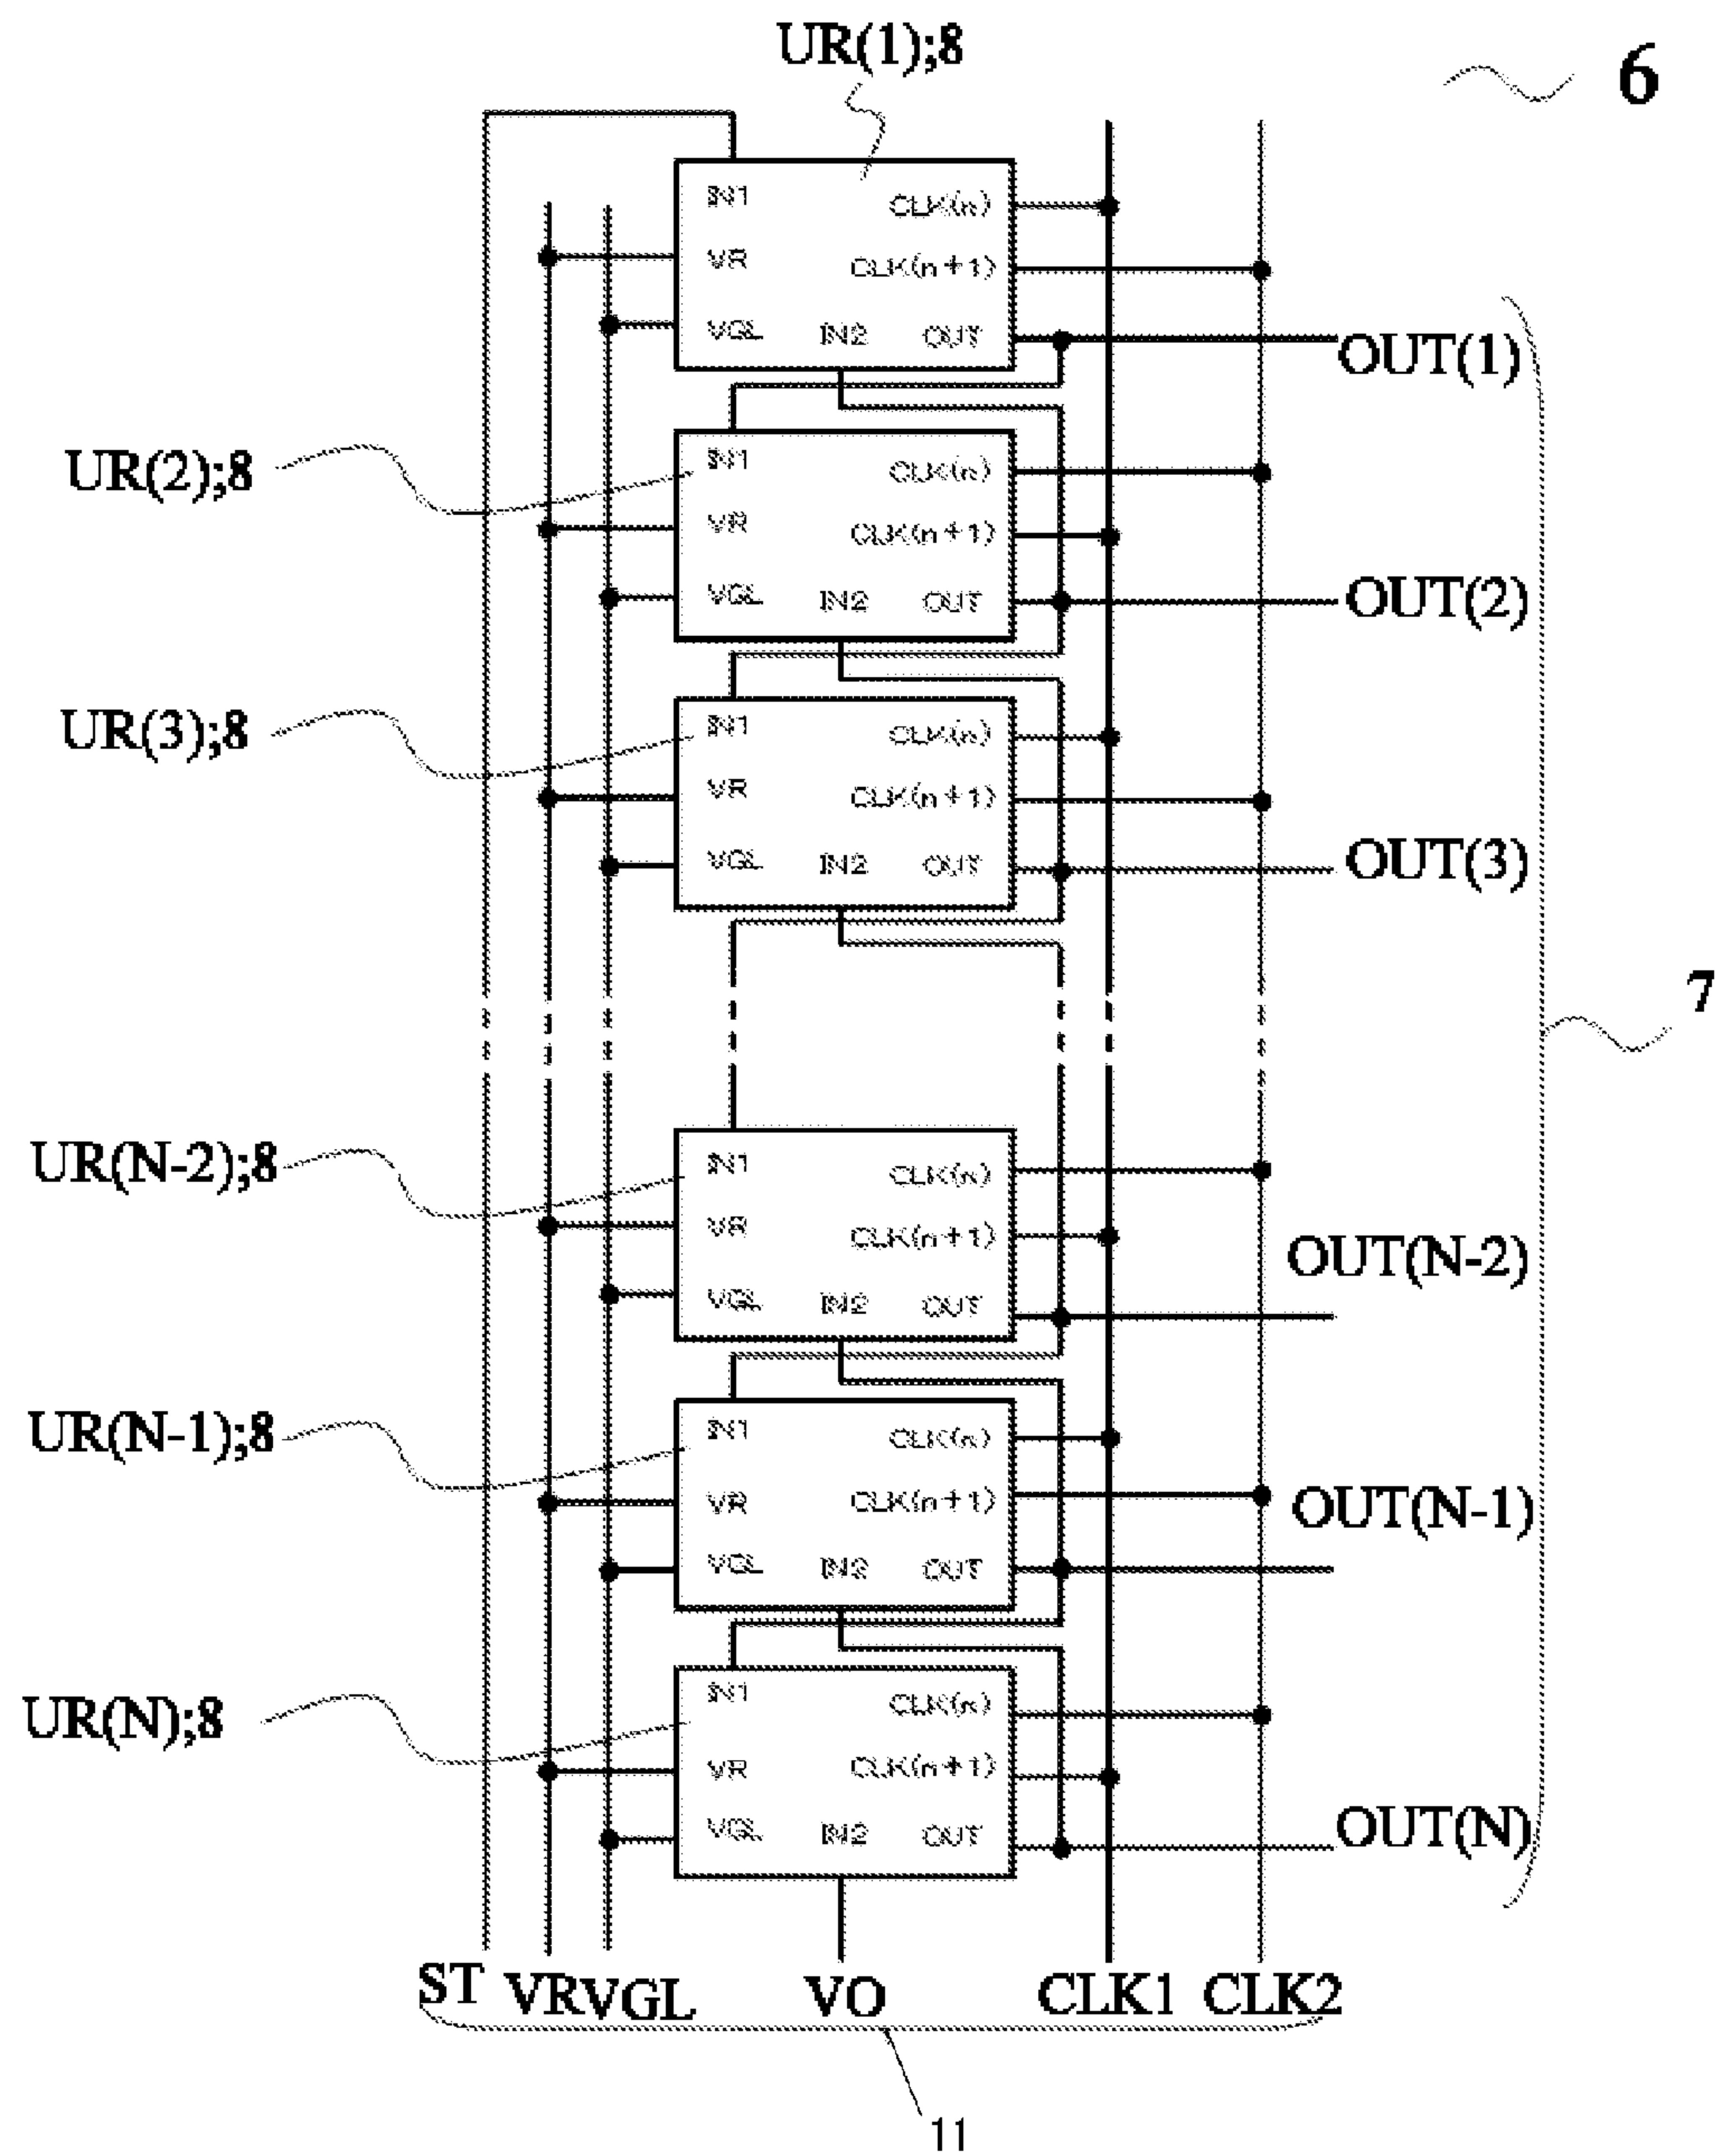 UR(1);8
6
IN1 CLK(n)
VR CLK(n+1)
VGL IN2 OUT
OUT(1)
UR(2);8
IN1 CLK(n)
VR CLK(n+1)
VGL IN2 OUT
OUT(2)
UR(3);8
IN1 CLK(n)
VR CLK(n+1)
VGL IN2 OUT
OUT(3)
7
UR(N-2);8
IN1 CLK(n)
VR CLK(n+1)
VGL IN2 OUT
OUT(N-2)
UR(N-1);8
IN1 CLK(n)
VR CLK(n+1)
VGL IN2 OUT
OUT(N-1)
UR(N);8
IN1 CLK(n)
VR CLK(n+1)
VGL IN2 OUT
OUT(N)
ST VR VGL VO CLK1 CLK2
11